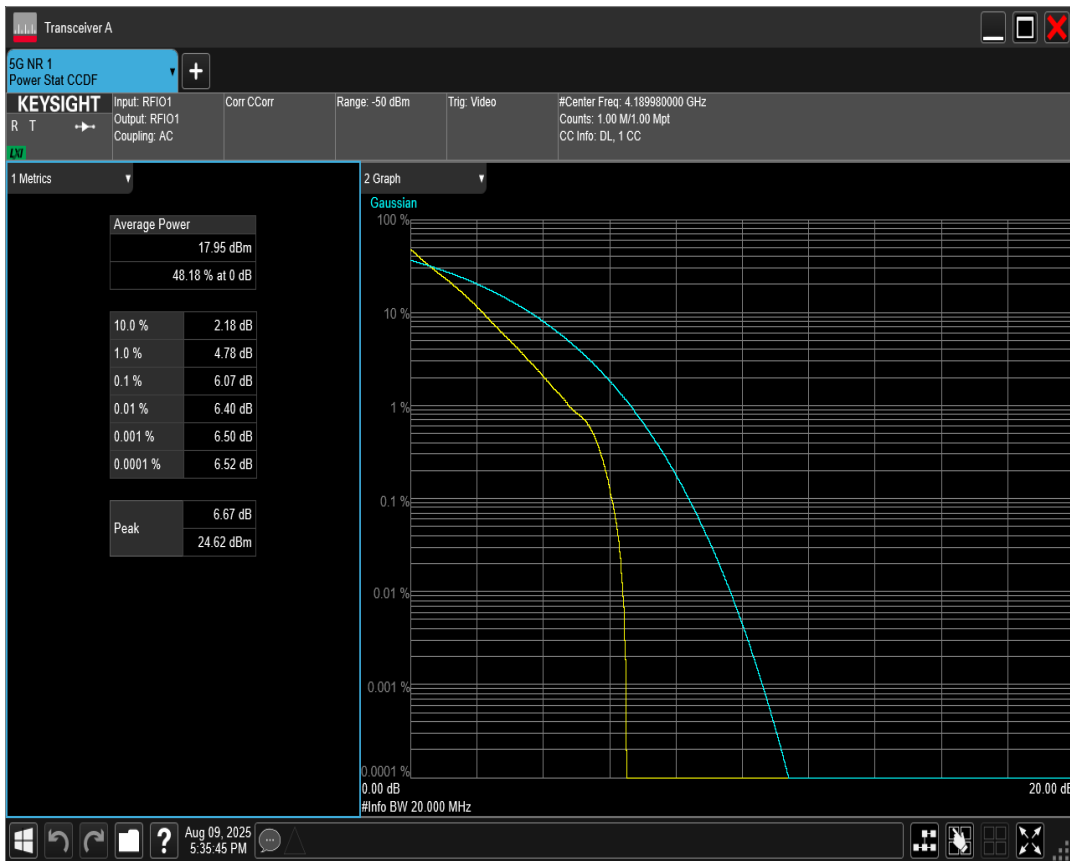 Transceiver A
5G NR 1
Power Stat CCDF
+
KEYSIGHT
R T
LXI
Input: RFIO1
Output: RFIO1
Coupling: AC
Corr CCorr
Range: -50 dBm
Trig: Video
#Center Freq: 4.189980000 GHz
Counts: 1.00 M/1.00 Mpt
CC Info: DL, 1 CC
1 Metrics
Average Power
17.95 dBm
48.18 % at 0 dB
10.0 % 2.18 dB
1.0 % 4.78 dB
0.1 % 6.07 dB
0.01 % 6.40 dB
0.001 % 6.50 dB
0.0001 % 6.52 dB
Peak
6.67 dB
24.62 dBm
2 Graph
Gaussian
100 %
10 %
1 %
0.1 %
0.01 %
0.001 %
0.0001 %
0.00 dB
20.00 dB
#Info BW 20.000 MHz
?
Aug 09, 2025
5:35:45 PM